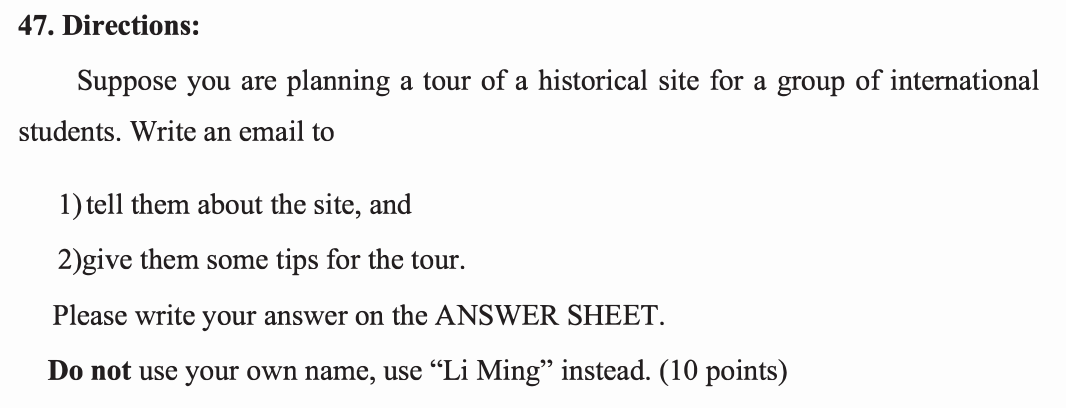 47. Directions:
Suppose you are planning a tour of a historical site for a group of international
students. Write an email to
1) tell them about the site, and
2)give them some tips for the tour.
Please write your answer on the ANSWER SHEET.
Do not use your own name, use “Li Ming” instead. (10 points)